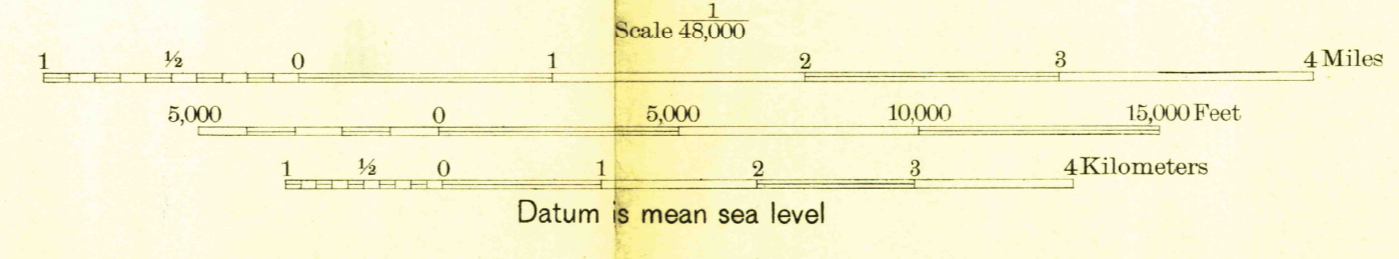 Scale 1/48,000
1 ½ 0 1 2 3 4 Miles
5,000 0 5,000 10,000 15,000 Feet
1 ½ 0 1 2 3 4 Kilometers
Datum is mean sea level